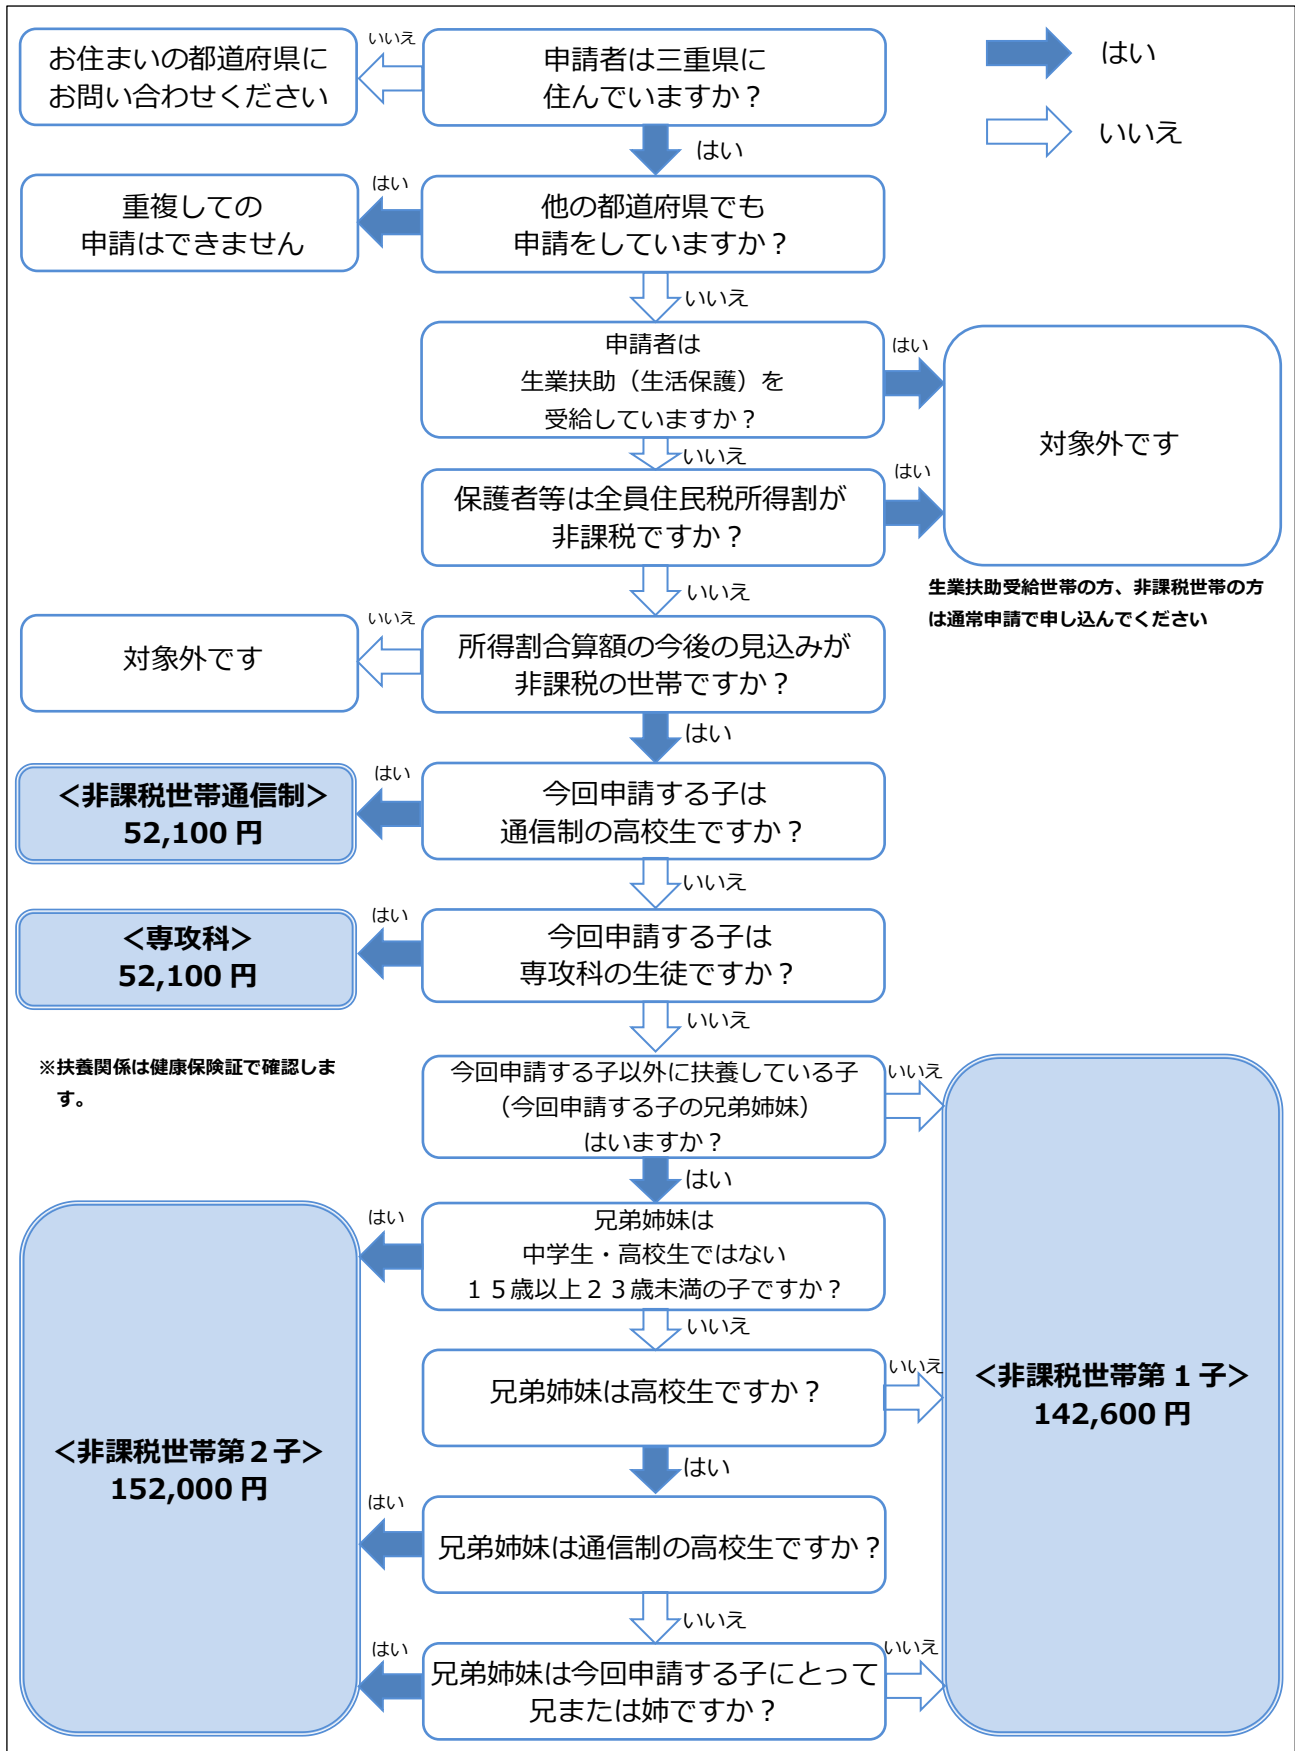 お住まいの都道府県に
お問い合わせください
いいえ
申請者は三重県に
住んでいますか？
はい
いいえ
はい
重複しての
申請はできません
はい
他の都道府県でも
申請をしていますか？
いいえ
申請者は
生業扶助（生活保護）を
受給していますか？
はい
対象外です
いいえ
保護者等は全員住民税所得割が
非課税ですか？
はい
生業扶助受給世帯の方、非課税世帯の方
は通常申請で申し込んでください
いいえ
対象外です
いいえ
所得割合算額の今後の見込みが
非課税の世帯ですか？
はい
＜非課税世帯通信制＞
52,100 円
はい
今回申請する子は
通信制の高校生ですか？
いいえ
＜専攻科＞
52,100 円
はい
今回申請する子は
専攻科の生徒ですか？
いいえ
※扶養関係は健康保険証で確認しま
す。
今回申請する子以外に扶養している子
（今回申請する子の兄弟姉妹）
はいますか？
いいえ
はい
はい
兄弟姉妹は
中学生・高校生ではない
１５歳以上２３歳未満の子ですか？
いいえ
兄弟姉妹は高校生ですか？
いいえ
＜非課税世帯第 1 子＞
142,600 円
はい
＜非課税世帯第２子＞
152,000 円
はい
兄弟姉妹は通信制の高校生ですか？
いいえ
はい
兄弟姉妹は今回申請する子にとって
兄または姉ですか？
いいえ